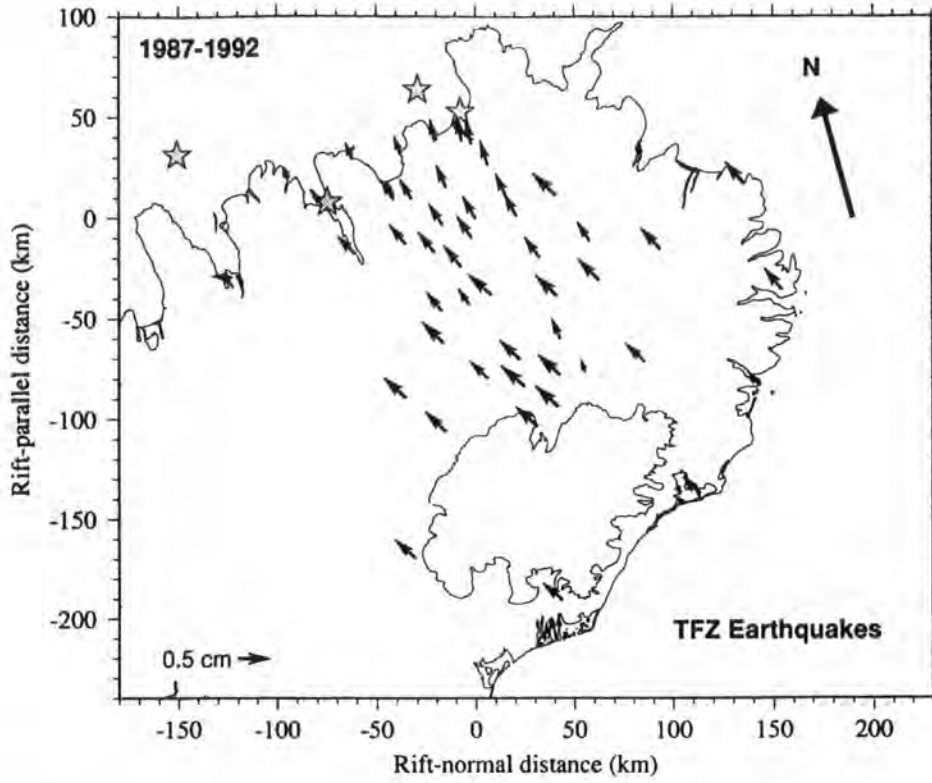 1987-1992
N
100
50
0
-50
-100
-150
-200
Rift-parallel distance (km)
0.5 cm
TFZ Earthquakes
-150 -100 -50 0 50 100 150 200
Rift-normal distance (km)